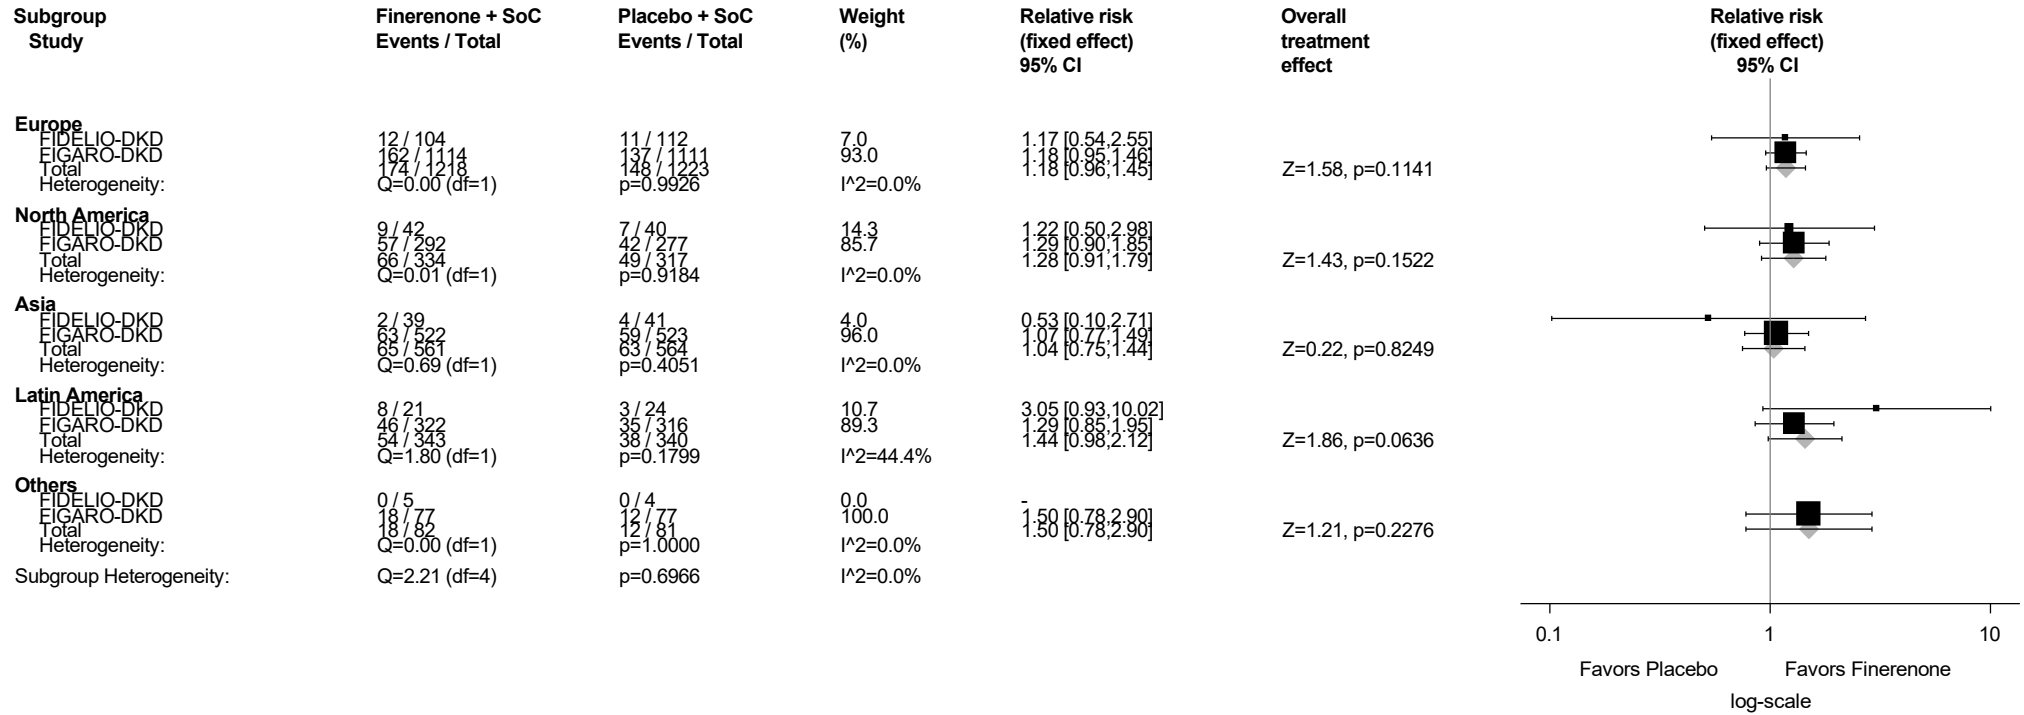 Subgroup Finerenone + SoC Placebo + SoC Weight Relative risk Overall Relative risk
Study Events / Total Events / Total (%) (fixed effect) treatment (fixed effect)
95% CI effect 95% CI
Europe
FIDELIO-DKD 12 / 104 11 / 112 7.0 1.17 [0.54,2.55]
FIGARO-DKD 162 / 1114 137 / 1111 93.0 1.18 [0.95,1.46]
Total 174 / 1218 148 / 1223 1.18 [0.96,1.45] Z=1.58, p=0.1141
Heterogeneity: Q=0.00 (df=1) p=0.9926 I^2=0.0%
North America
FIDELIO-DKD 9 / 42 7 / 40 14.3 1.22 [0.50,2.98]
FIGARO-DKD 57 / 292 42 / 277 85.7 1.29 [0.90,1.85]
Total 66 / 334 49 / 317 1.28 [0.91,1.79] Z=1.43, p=0.1522
Heterogeneity: Q=0.01 (df=1) p=0.9184 I^2=0.0%
Asia
FIDELIO-DKD 2 / 39 4 / 41 4.0 0.53 [0.10,2.71]
FIGARO-DKD 63 / 522 59 / 523 96.0 1.07 [0.77,1.49]
Total 65 / 561 63 / 564 1.04 [0.75,1.44] Z=0.22, p=0.8249
Heterogeneity: Q=0.69 (df=1) p=0.4051 I^2=0.0%
Latin America
FIDELIO-DKD 8 / 21 3 / 24 10.7 3.05 [0.93,10.02]
FIGARO-DKD 46 / 322 35 / 316 89.3 1.29 [0.85,1.95]
Total 54 / 343 38 / 340 1.44 [0.98,2.12] Z=1.86, p=0.0636
Heterogeneity: Q=1.80 (df=1) p=0.1799 I^2=44.4%
Others
FIDELIO-DKD 0 / 5 0 / 4 0.0 -
FIGARO-DKD 18 / 77 12 / 77 100.0 1.50 [0.78,2.90]
Total 18 / 82 12 / 81 1.50 [0.78,2.90] Z=1.21, p=0.2276
Heterogeneity: Q=0.00 (df=1) p=1.0000 I^2=0.0%
Subgroup Heterogeneity: Q=2.21 (df=4) p=0.6966 I^2=0.0%
0.1 1 10
Favors Placebo Favors Finerenone
log-scale